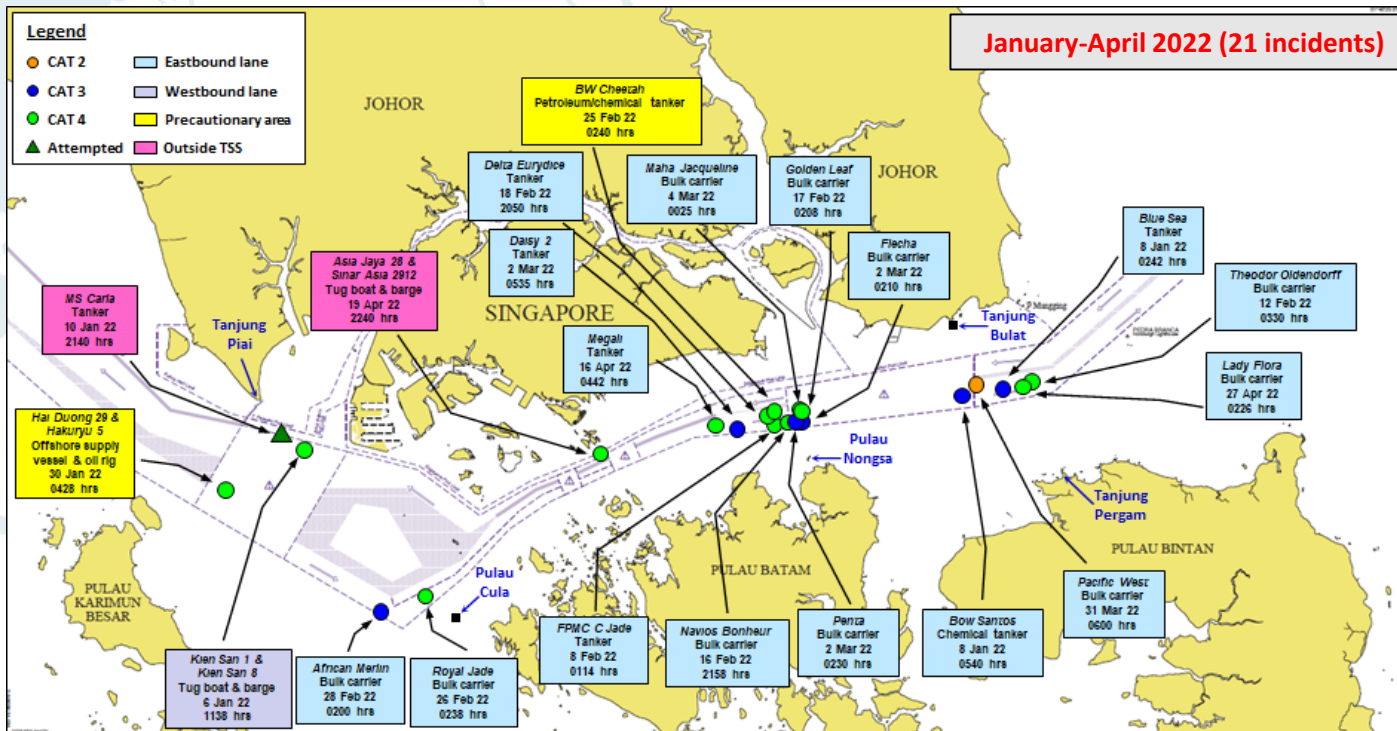 January-April 2022 (21 incidents)
Legend
CAT 2
Eastbound lane
CAT 3
Westbound lane
CAT 4
Precautionary area
Attempted
Outside TSS
JOHOR
JOHOR
SINGAPORE
BW Cheetah
Petroleum/chemical tanker
25 Feb 22
0240 hrs
Delta Eurydice
Tanker
18 Feb 22
2050 hrs
Maha Jacqueline
Bulk carrier
4 Mar 22
0025 hrs
Golden Leaf
Bulk carrier
17 Feb 22
0208 hrs
Daisy 2
Tanker
2 Mar 22
0535 hrs
Flecha
Bulk carrier
2 Mar 22
0210 hrs
Blue Sea
Tanker
8 Jan 22
0242 hrs
Theodor Oldendorff
Bulk carrier
12 Feb 22
0330 hrs
Asia Jaya 28 &
Sinar Asia 2912
Tug boat & barge
19 Apr 22
2240 hrs
MS Carla
Tanker
10 Jan 22
2140 hrs
Tanjung
Piai
Megali
Tanker
16 Apr 22
0442 hrs
Tanjung
Bulat
Lady Flora
Bulk carrier
27 Apr 22
0226 hrs
Hai Duong 29 &
Hakuryu 5
Offshore supply
vessel & oil rig
30 Jan 22
0428 hrs
Pulau
Nongsa
Tanjung
Pergam
PULAU BINTAN
PULAU BATAM
PULAU
KARIMUN
BESAR
Pulau
Cula
Kien San 1 &
Kien San 8
Tug boat & barge
6 Jan 22
1138 hrs
African Merlin
Bulk carrier
28 Feb 22
0200 hrs
Royal Jade
Bulk carrier
26 Feb 22
0238 hrs
FPMC C Jade
Tanker
8 Feb 22
0114 hrs
Navios Bonheur
Bulk carrier
16 Feb 22
2158 hrs
Penta
Bulk carrier
2 Mar 22
0230 hrs
Bow Santos
Chemical tanker
8 Jan 22
0540 hrs
Pacific West
Bulk carrier
31 Mar 22
0600 hrs